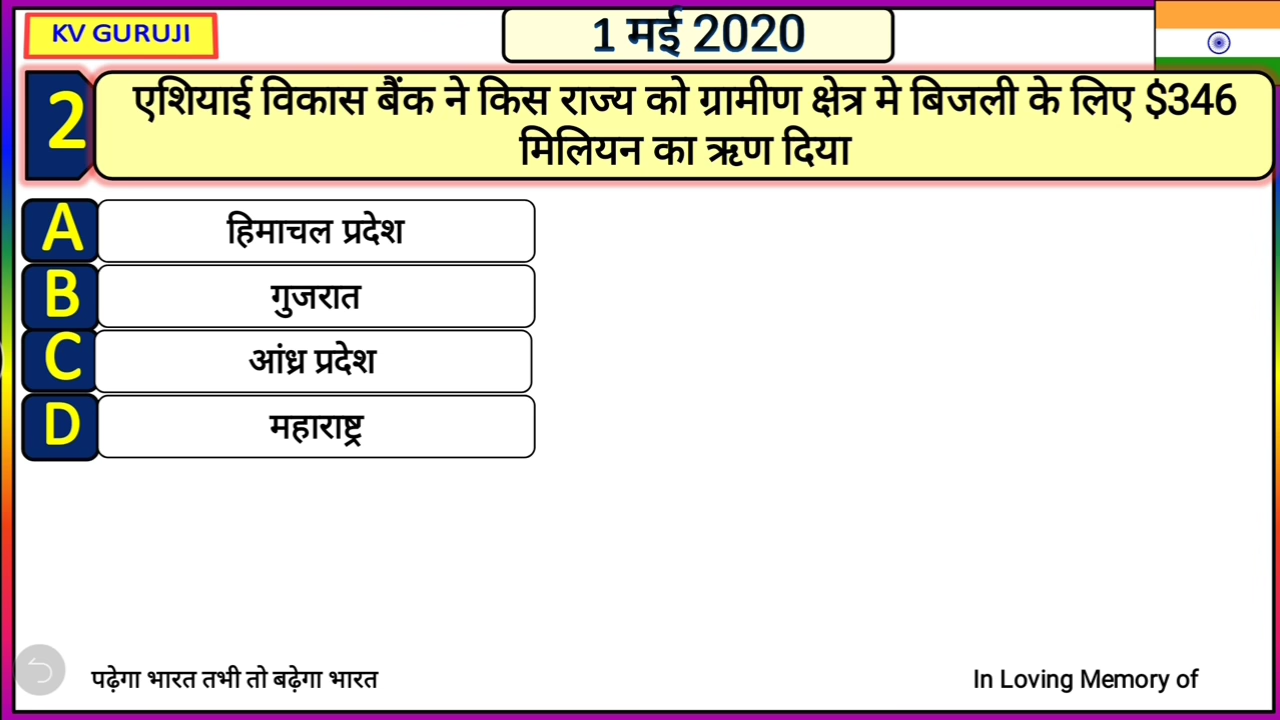 KV GURUJI
1 मई 2020
2
एशियाई विकास बैंक ने किस राज्य को ग्रामीण क्षेत्र मे बिजली के लिए $346
मिलियन का ऋण दिया
A
हिमाचल प्रदेश
B
गुजरात
C
आंध्र प्रदेश
D
महाराष्ट्र
पढ़ेगा भारत तभी तो बढ़ेगा भारत
In Loving Memory of